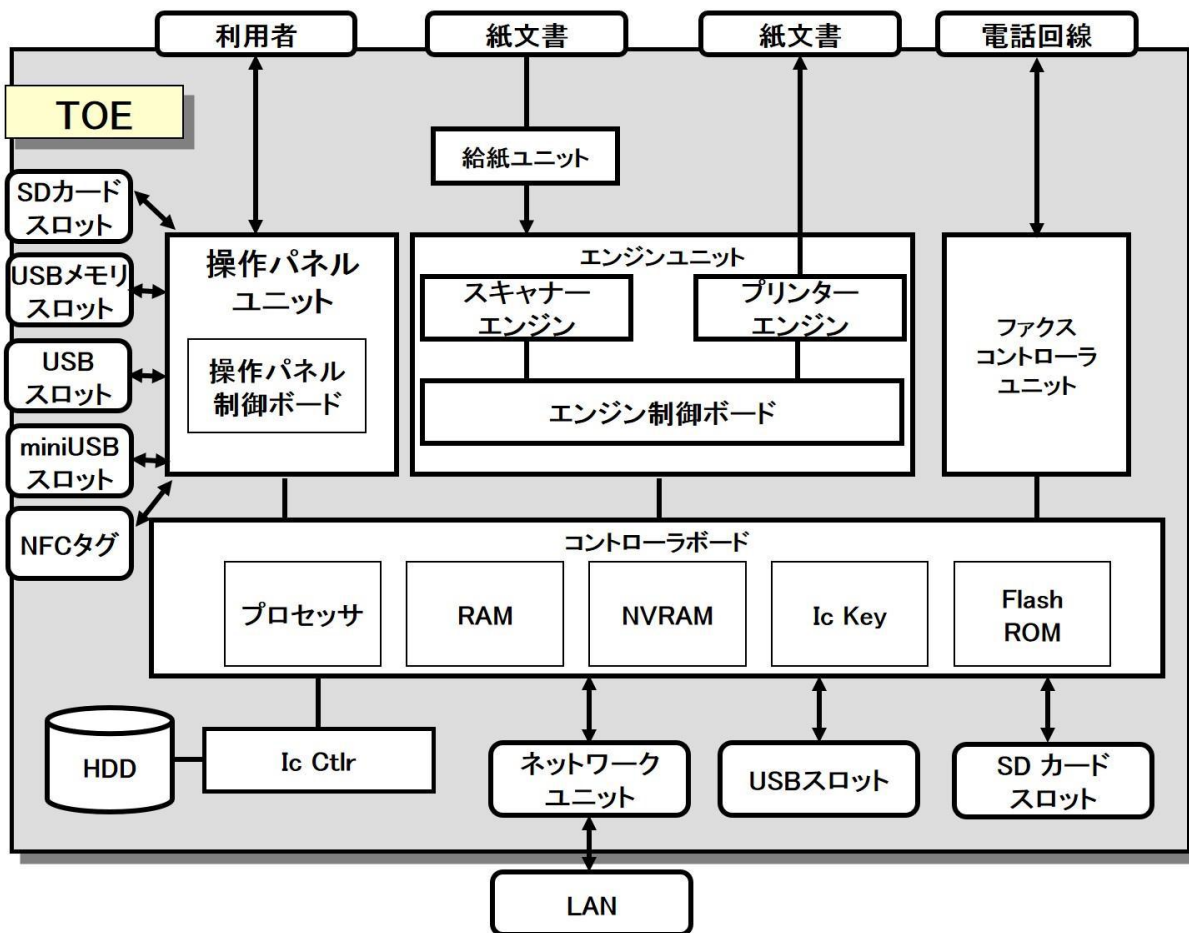 利用者
紙文書
紙文書
電話回線
TOE
給紙ユニット
SDカード
スロット
USBメモリ
スロット
USB
スロット
miniUSB
スロット
NFCタグ
操作パネル
ユニット
操作パネル
制御ボード
エンジンユニット
スキャナー
エンジン
プリンター
エンジン
エンジン制御ボード
ファクス
コントローラ
ユニット
コントローラボード
プロセッサ
RAM
NVRAM
Ic Key
Flash
ROM
HDD
Ic Ctlr
ネットワーク
ユニット
USBスロット
SD カード
スロット
LAN